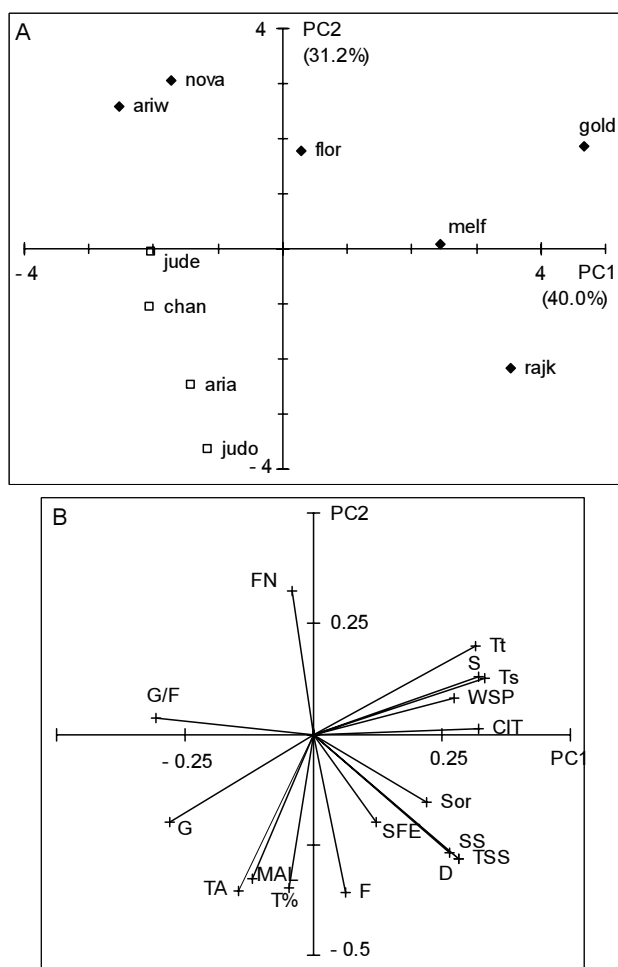 A
4
PC2
(31.2%)
nova
ariw
flor
gold
melf
jude
- 4
4
PC1
(40.0%)
chan
rajk
aria
judo
- 4
B
PC2
FN
0.25
Tt
S
Ts
WSP
G/F
CIT
- 0.25
0.25
PC1
Sor
SFE
G
SS
TSS
D
MAL
TA
T%
F
- 0.5